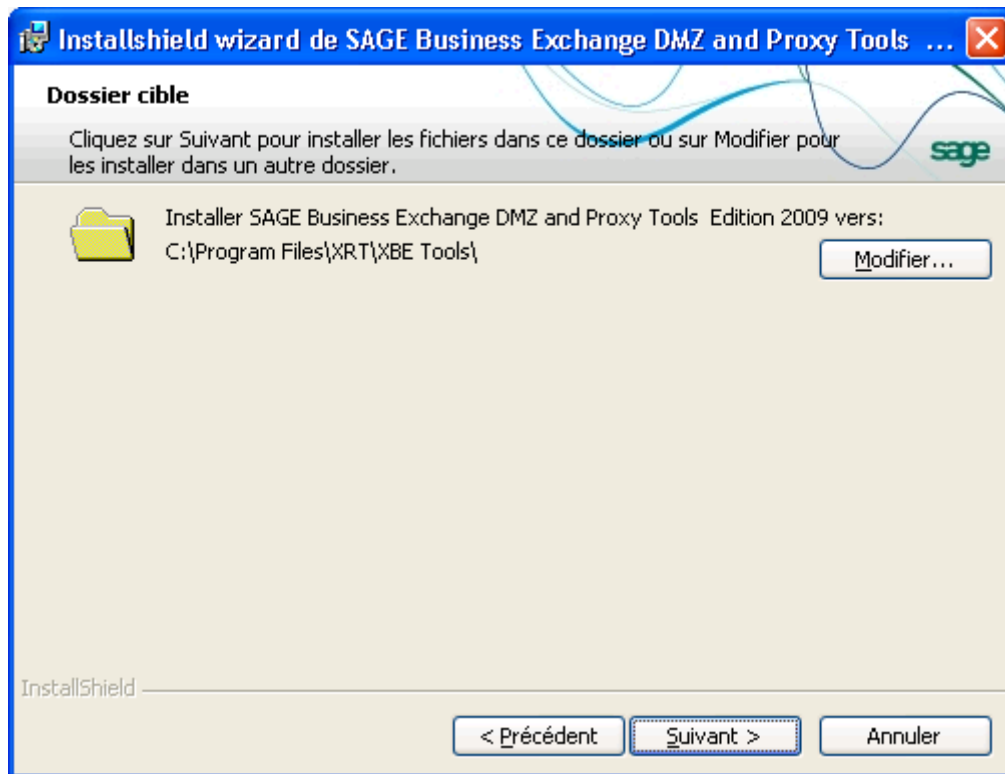 Installshield wizard de SAGE Business Exchange DMZ and Proxy Tools ...
Dossier cible
Cliquez sur Suivant pour installer les fichiers dans ce dossier ou sur Modifier pour
les installer dans un autre dossier.
sage
Installer SAGE Business Exchange DMZ and Proxy Tools Edition 2009 vers:
C:\Program Files\XRT\XBE Tools\
Modifier...
InstallShield
< Précédent
Suivant >
Annuler